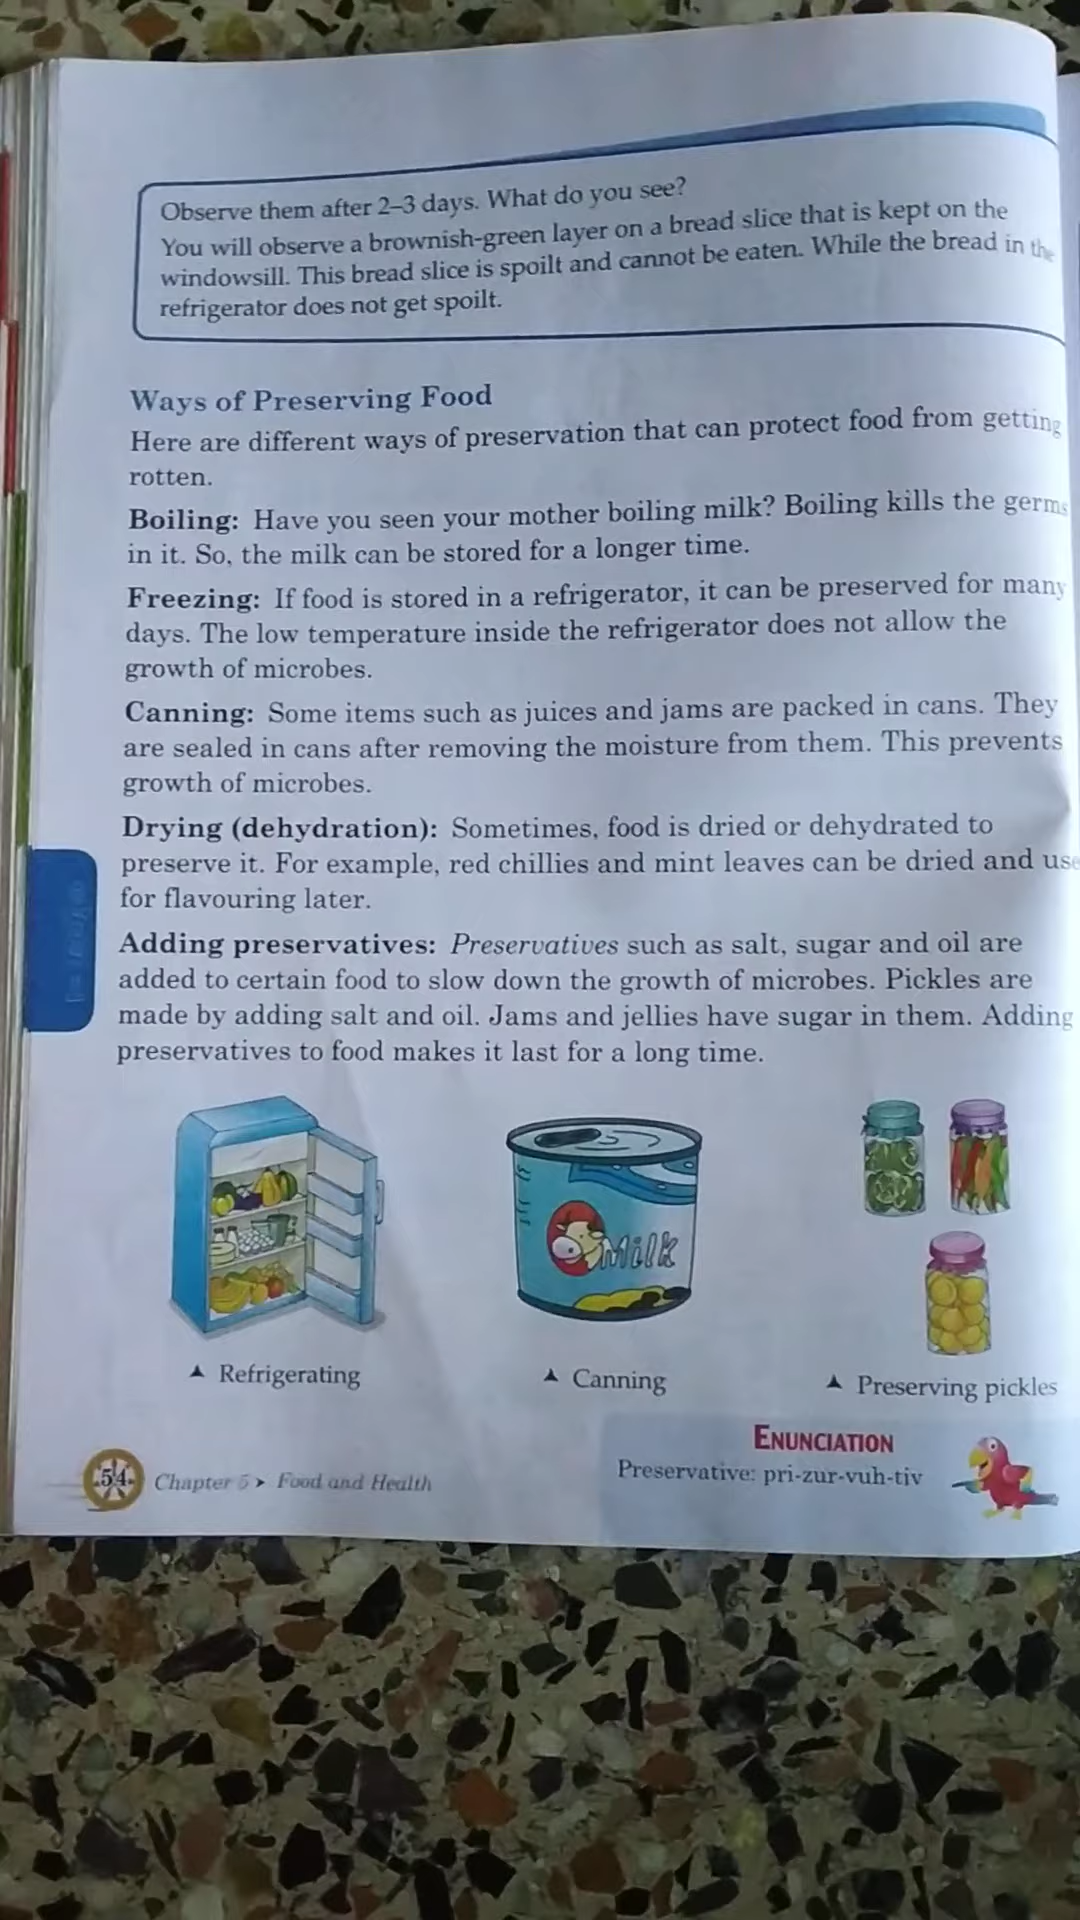 Observe them after 2–3 days. What do you see?
You will observe a brownish-green layer on a bread slice that is kept on the
windowsill. This bread slice is spoilt and cannot be eaten. While the bread in the
refrigerator does not get spoilt.
Ways of Preserving Food
Here are different ways of preservation that can protect food from getting
rotten.
Boiling: Have you seen your mother boiling milk? Boiling kills the germs
in it. So, the milk can be stored for a longer time.
Freezing: If food is stored in a refrigerator, it can be preserved for many
days. The low temperature inside the refrigerator does not allow the
growth of microbes.
Canning: Some items such as juices and jams are packed in cans. They
are sealed in cans after removing the moisture from them. This prevents
growth of microbes.
Drying (dehydration): Sometimes, food is dried or dehydrated to
preserve it. For example, red chillies and mint leaves can be dried and use
for flavouring later.
Adding preservatives: Preservatives such as salt, sugar and oil are
added to certain food to slow down the growth of microbes. Pickles are
made by adding salt and oil. Jams and jellies have sugar in them. Adding
preservatives to food makes it last for a long time.
Milk
▲ Refrigerating
▲ Canning
▲ Preserving pickles
ENUNCIATION
Preservative: pri-zur-vuh-tiv
54
Chapter 5 ➤ Food and Health